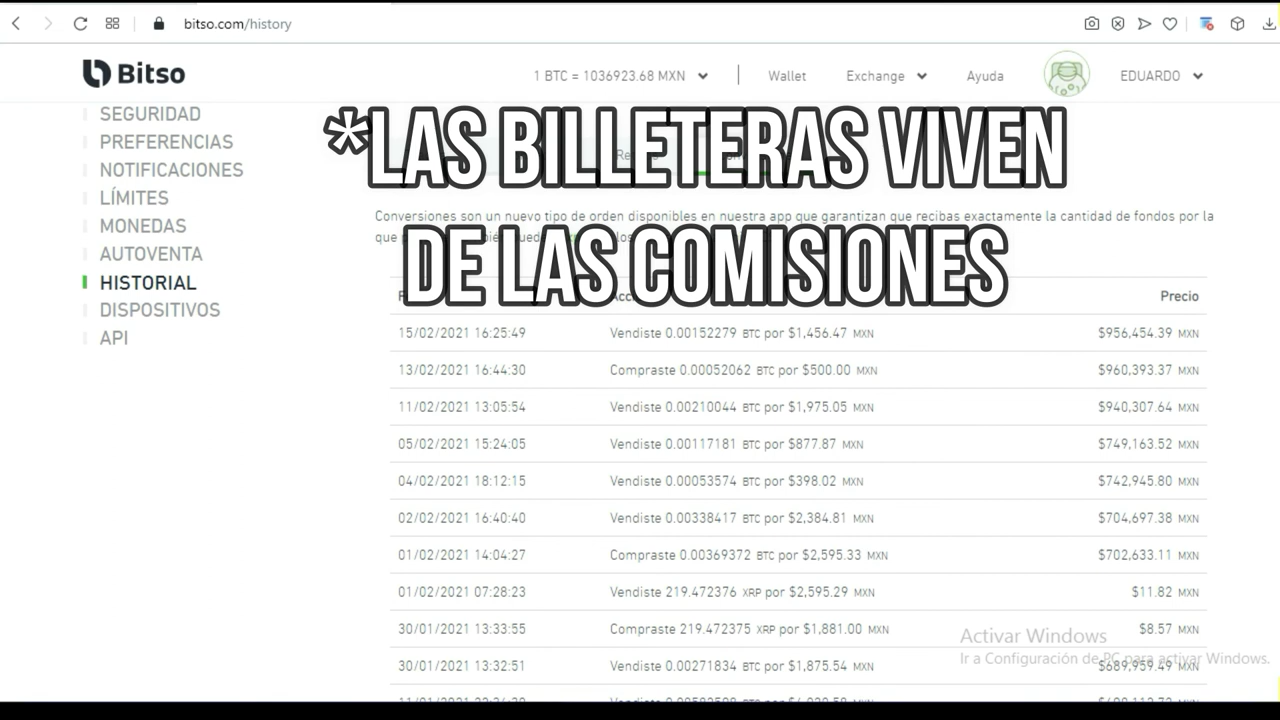 bitso.com/history
Bitso
1 BTC = 1036923.68 MXN
Wallet
Exchange
Ayuda
EDUARDO
SEGURIDAD
PREFERENCIAS
NOTIFICACIONES
LÍMITES
MONEDAS
AUTOVENTA
HISTORIAL
DISPOSITIVOS
API
*LAS BILLETERAS VIVEN
DE LAS COMISIONES
Conversiones son un nuevo tipo de orden disponibles en nuestra app que garantizan que recibas exactamente la cantidad de fondos por la
que
Precio
15/02/2021 16:25:49 Vendiste 0.00152279 BTC por $1,456.47 MXN $956,454.39 MXN
13/02/2021 16:44:30 Compraste 0.00052062 BTC por $500.00 MXN $960,393.37 MXN
11/02/2021 13:05:54 Vendiste 0.00210044 BTC por $1,975.05 MXN $940,307.64 MXN
05/02/2021 15:24:05 Vendiste 0.00117181 BTC por $877.87 MXN $749,163.52 MXN
04/02/2021 18:12:15 Vendiste 0.00053574 BTC por $398.02 MXN $742,945.80 MXN
02/02/2021 16:40:40 Vendiste 0.00338417 BTC por $2,384.81 MXN $704,697.38 MXN
01/02/2021 14:04:27 Compraste 0.00369372 BTC por $2,595.33 MXN $702,633.11 MXN
01/02/2021 07:28:23 Vendiste 219.472376 XRP por $2,595.29 MXN $11.82 MXN
30/01/2021 13:33:55 Compraste 219.472375 XRP por $1,881.00 MXN $8.57 MXN
30/01/2021 13:32:51 Vendiste 0.00271834 BTC por $1,875.54 MXN $689,959.49 MXN
Activar Windows
Ir a Configuración de PC para activar Windows.